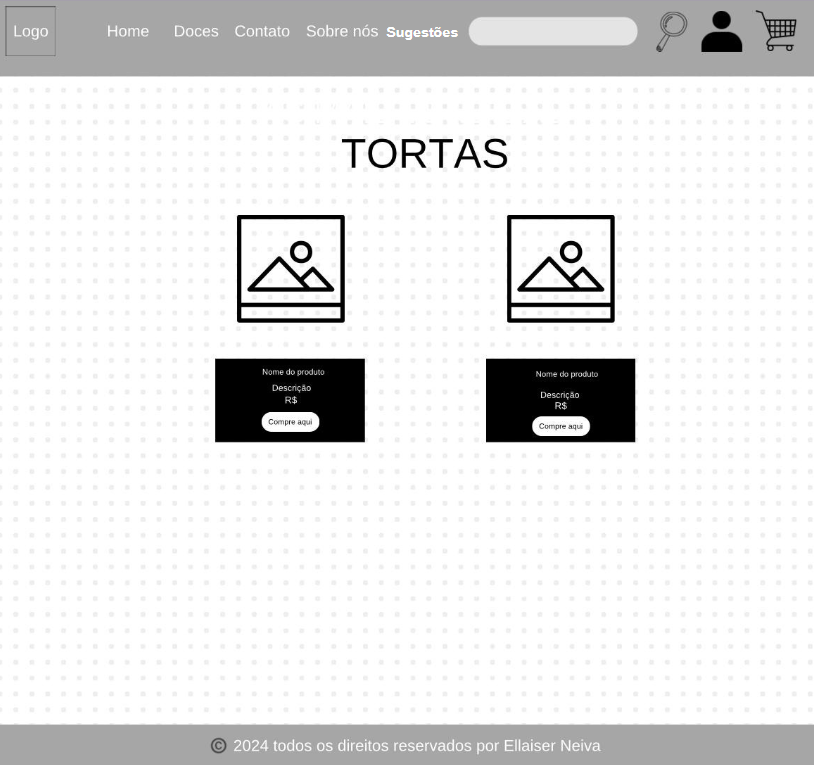 Logo Home Doces Contato Sobre nós Sugestões
TORTAS
Nome do produto
Descrição
R$
Compre aqui
Nome do produto
Descrição
R$
Compre aqui
© 2024 todos os direitos reservados por Ellaiser Neiva